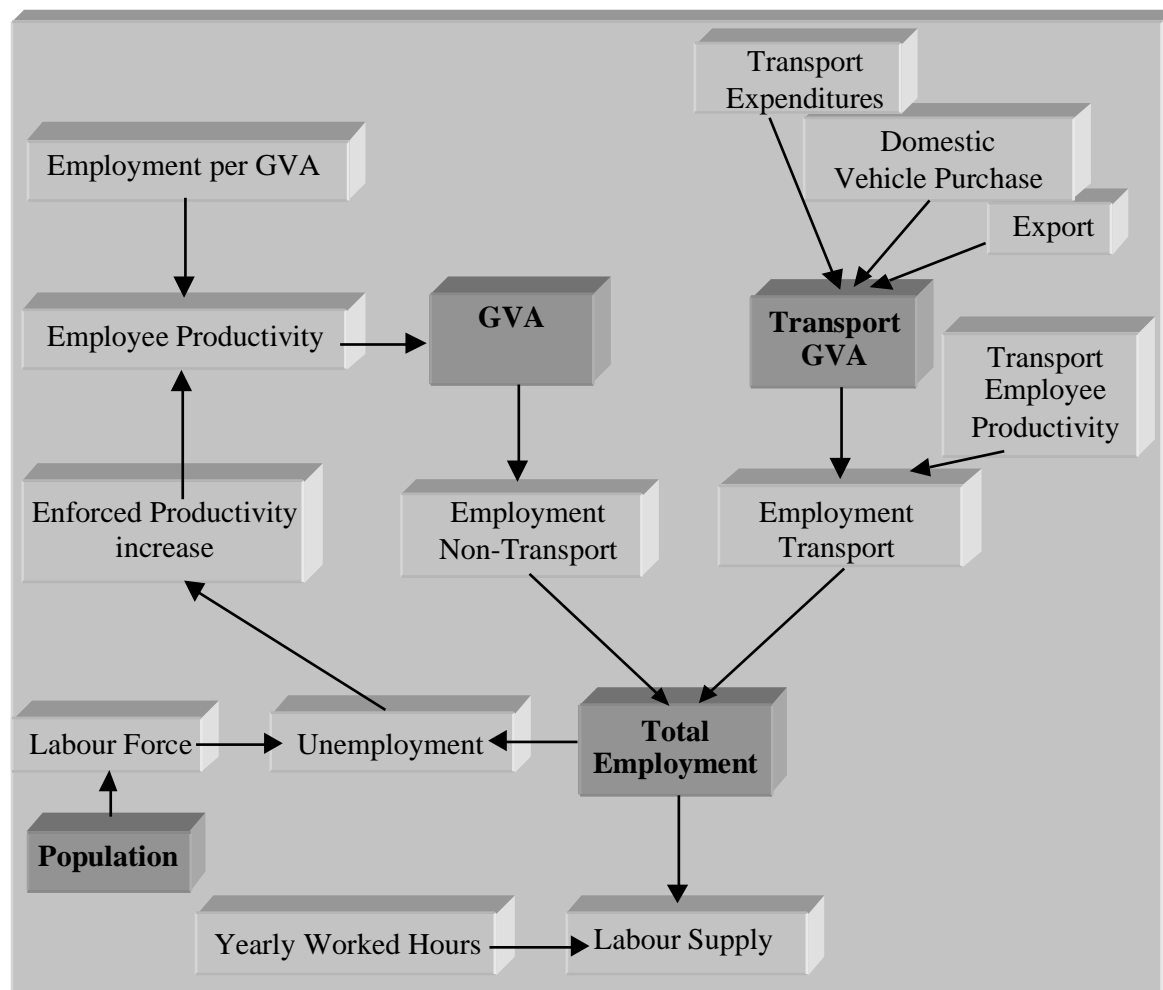 Transport
Expenditures
Domestic
Vehicle Purchase
Export
Employment per GVA
Employee Productivity
GVA
Transport
GVA
Transport
Employee
Productivity
Enforced Productivity
increase
Employment
Non-Transport
Employment
Transport
Labour Force
Unemployment
Total
Employment
Population
Yearly Worked Hours
Labour Supply